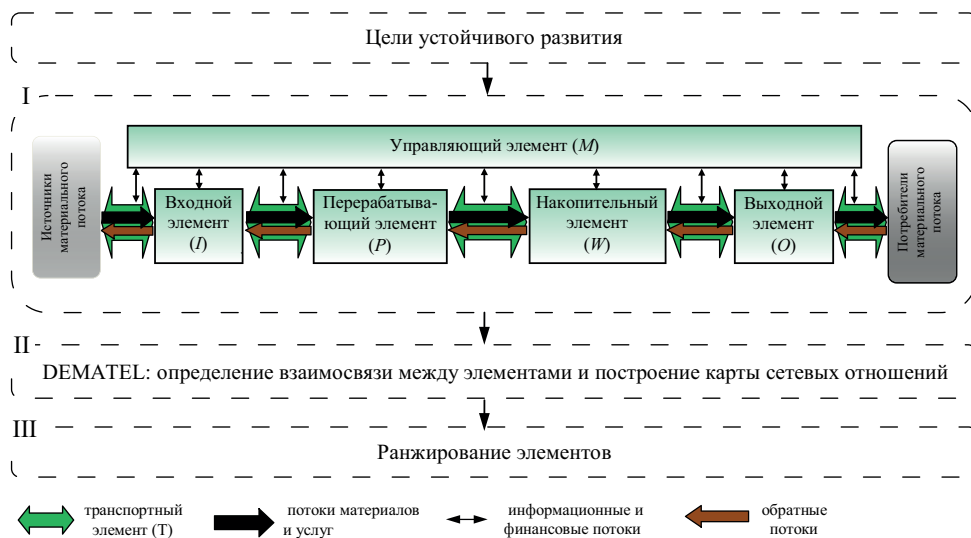 Цели устойчивого развития
I
Управляющий элемент (M)
Источники
материального
потока
Входной
элемент
(I)
Перерабатыва-
ющий элемент
(P)
Накопительный
элемент
(W)
Выходной
элемент
(O)
Потребители
материального
потока
II
DEMATEL: определение взаимосвязи между элементами и построение карты сетевых отношений
III
Ранжирование элементов
транспортный
элемент (Т)
потоки материалов
и услуг
информационные и
финансовые потоки
обратные
потоки